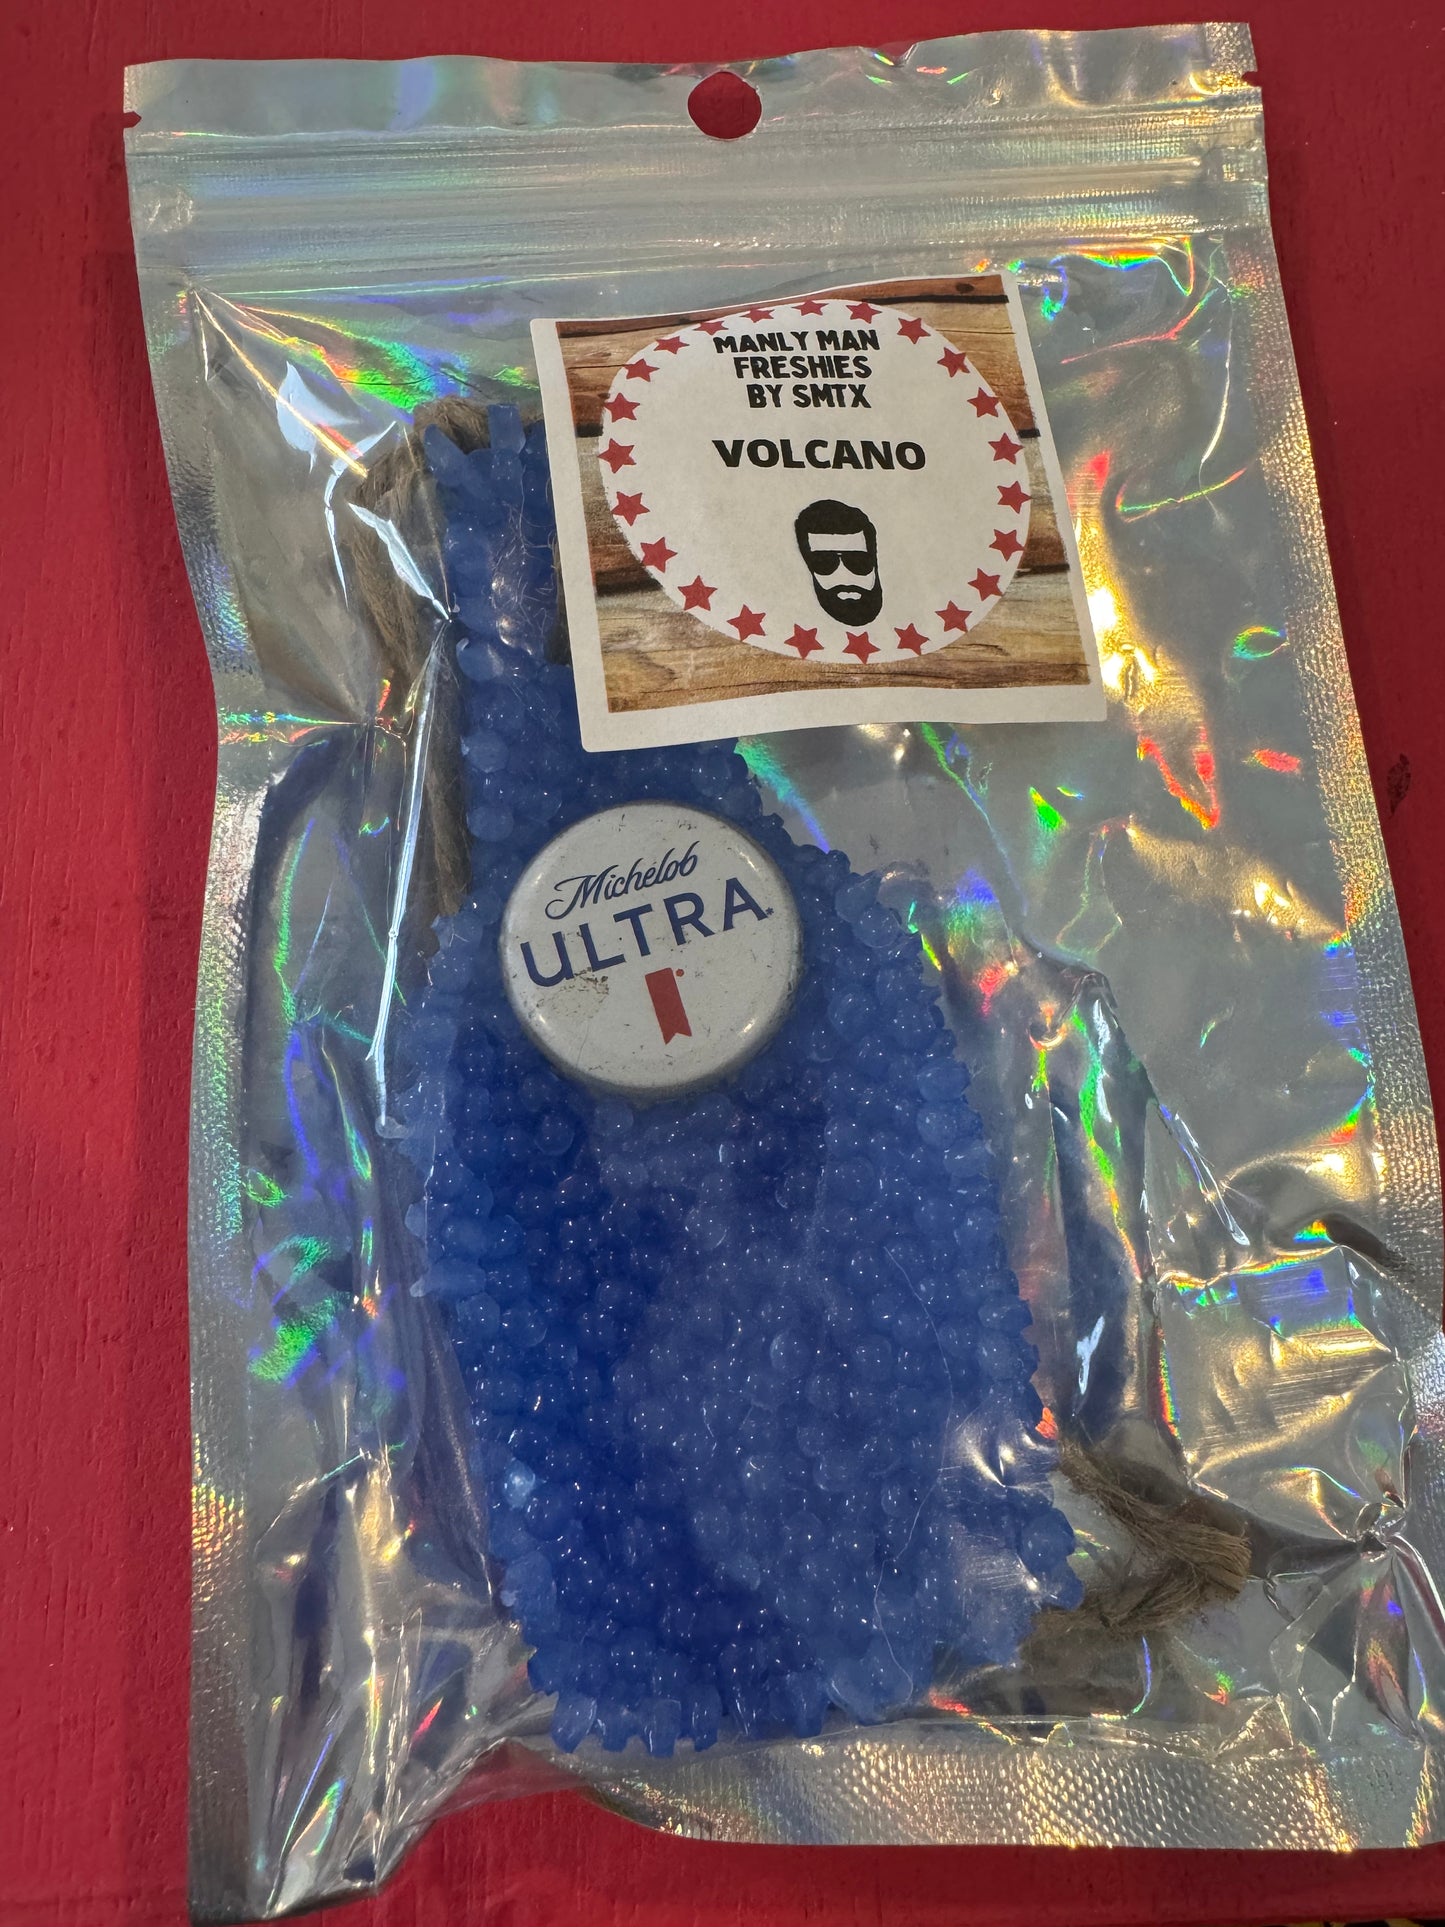 MANLY MAN
FRESHIES
BY SMTX
VOLCANO
Michelob
ULTRA